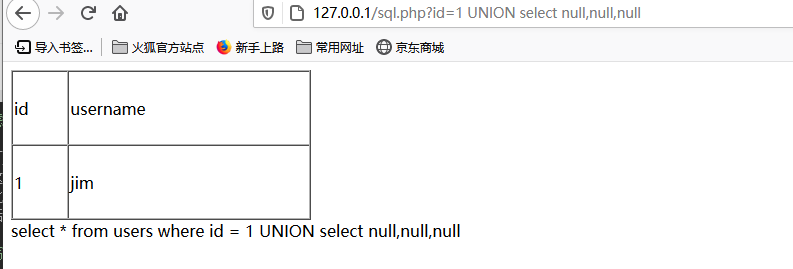 127.0.0.1/sql.php?id=1 UNION select null,null,null
导入书签... 火狐官方站点 新手上路 常用网址 京东商城
id username
1 jim
select * from users where id = 1 UNION select null,null,null